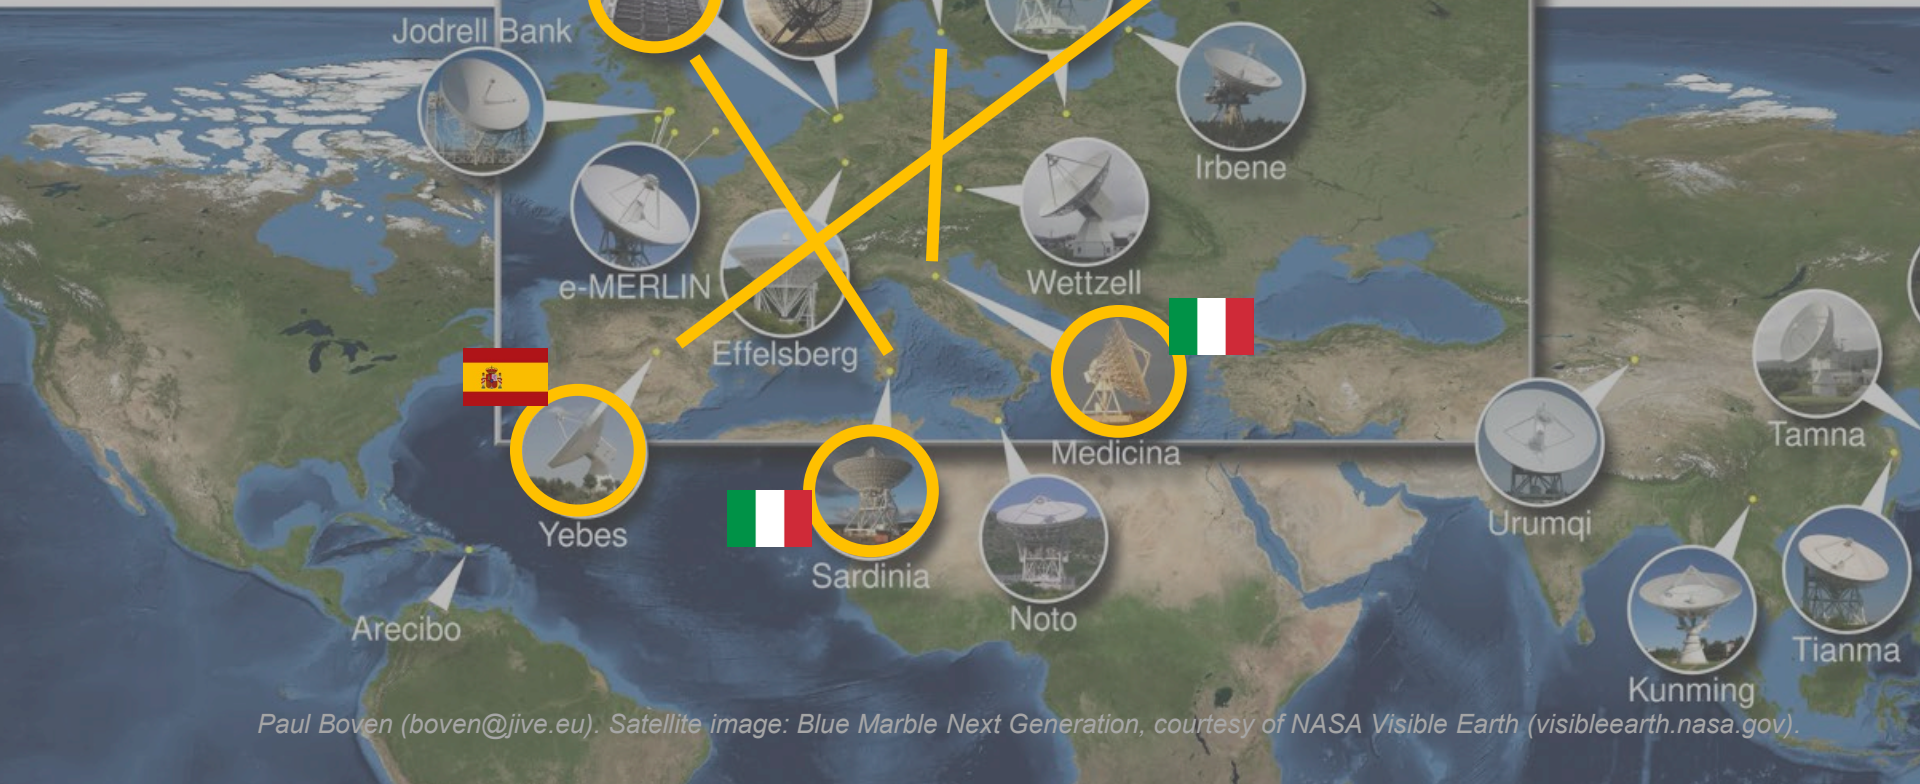 Jodrell Bank
Irbene
e-MERLIN
Wettzell
Effelsberg
Medicina
Tamna
Yebes
Urumqi
Sardinia
Noto
Arecibo
Tianma
Kunming
Paul Boven (boven@jive.eu). Satellite image: Blue Marble Next Generation, courtesy of NASA Visible Earth (visibleearth.nasa.gov).